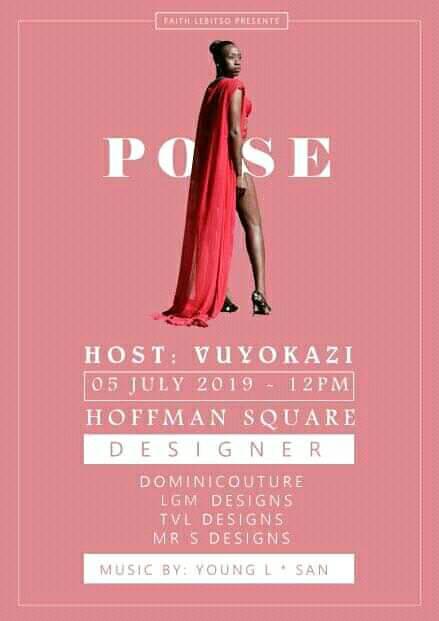 FAITH LEBITSO PRESENTE
POSE
HOST: VUYOKAZI
05 JULY 2019 - 12PM
HOFFMAN SQUARE
DESIGNER
DOMINICOUTURE
LGM DESIGNS
TVL DESIGNS
MR S DESIGNS
MUSIC BY: YOUNG L * SAN